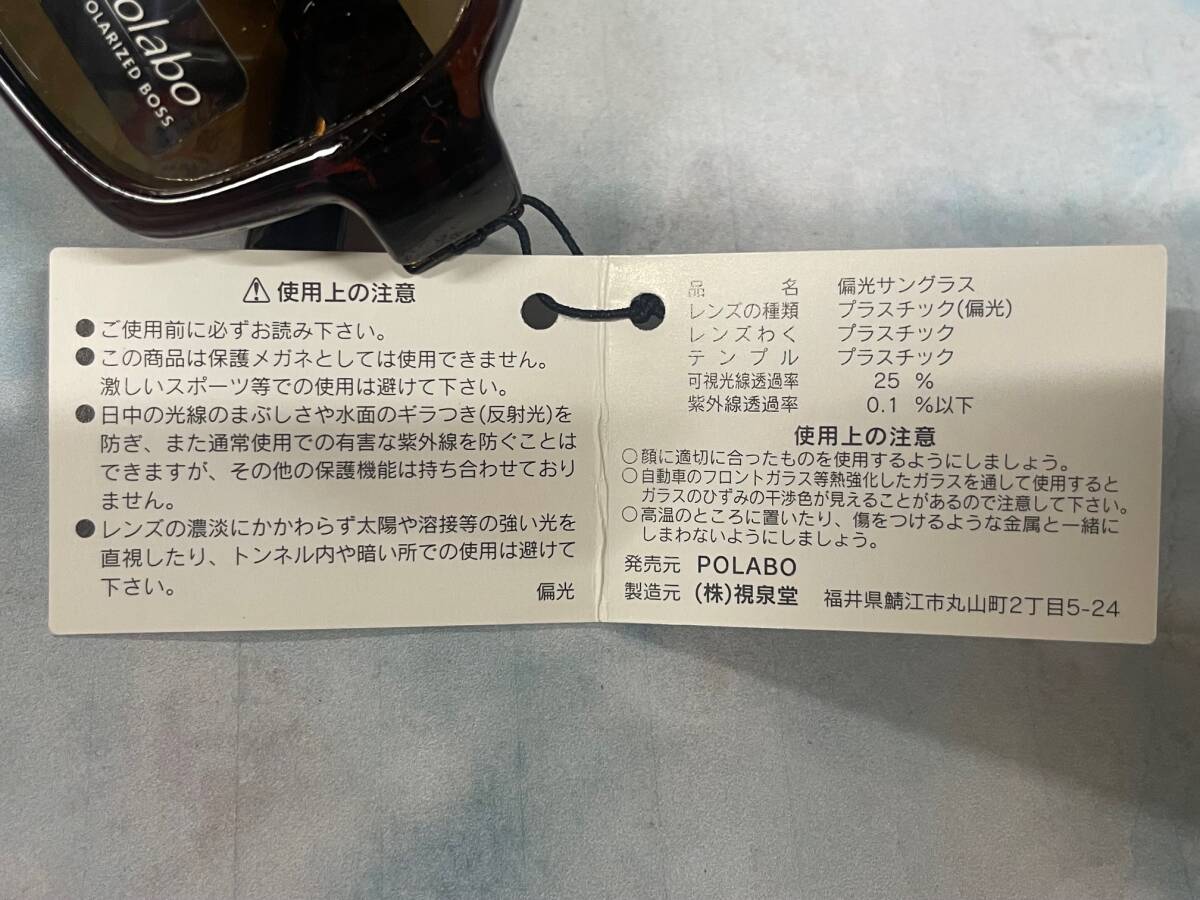 olabo
OLARIZED BOSS
使用上の注意
●ご使用前に必ずお読み下さい。
●この商品は保護メガネとしては使用できません。
激しいスポーツ等での使用は避けて下さい。
●日中の光線のまぶしさや水面のギラつき(反射光)を
防ぎ、また通常使用での有害な紫外線を防ぐことは
できますが、その他の保護機能は持ち合わせており
ません。
●レンズの濃淡にかかわらず太陽や溶接等の強い光を
直視したり、トンネル内や暗い所での使用は避けて
下さい。
偏光
品名 偏光サングラス
レンズの種類 プラスチック(偏光)
レンズわく プラスチック
テンプル プラスチック
可視光線透過率 25 %
紫外線透過率 0.1 %以下
使用上の注意
○顔に適切に合ったものを使用するようにしましょう。
○自動車のフロントガラス等熱強化したガラスを通して使用すると
ガラスのひずみの干渉色が見えることがあるので注意して下さい。
○高温のところに置いたり、傷をつけるような金属と一緒に
しまわないようにしましょう。
発売元 POLABO
製造元 (株)視泉堂 福井県鯖江市丸山町2丁目5-24